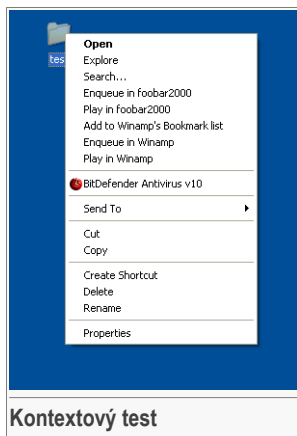 tes
Open
Explore
Search...
Enqueue in foobar2000
Play in foobar2000
Add to Winamp's Bookmark list
Enqueue in Winamp
Play in Winamp
BitDefender Antivirus v10
Send To
Cut
Copy
Create Shortcut
Delete
Rename
Properties
Kontextový test